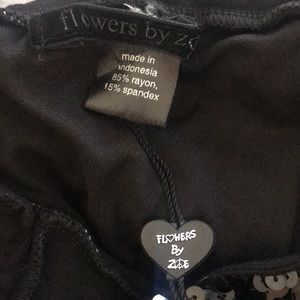 flowers by zoe
made in
indonesia
85% rayon,
15% spandex
FLOWERS
By
ZOE